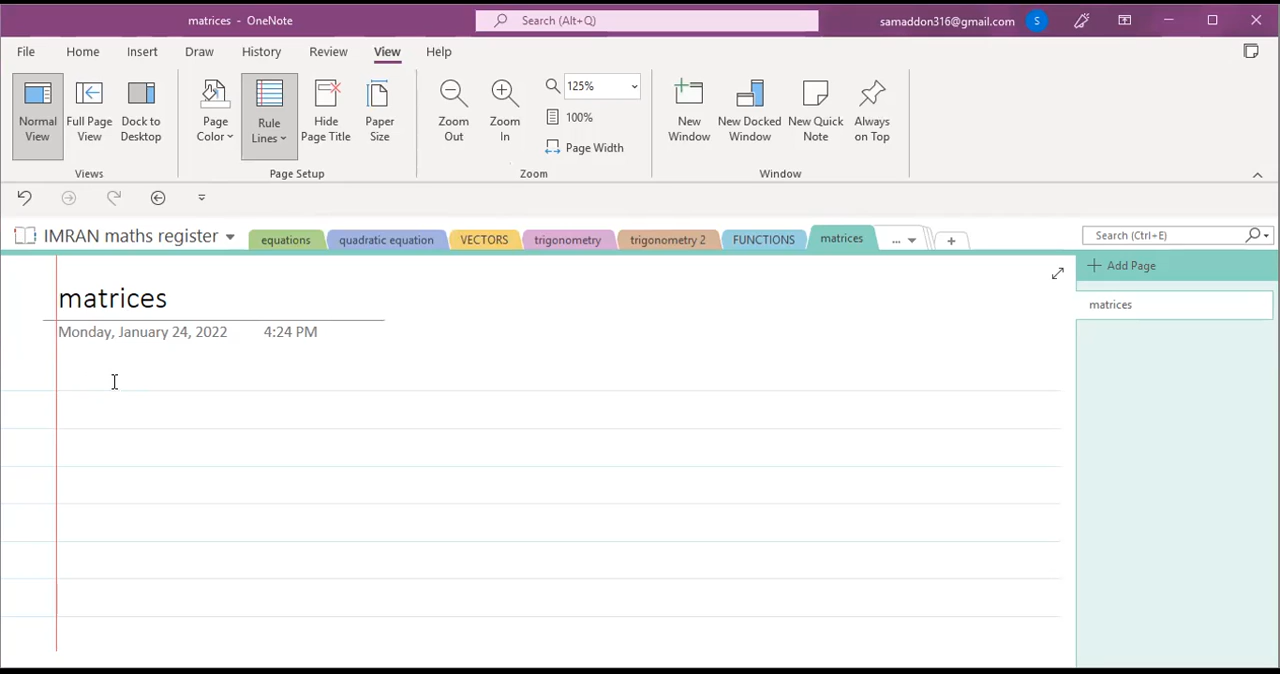 matrices - OneNote
Search (Alt+Q)
samaddon316@gmail.com
S
File Home Insert Draw History Review View Help
Normal View
Full Page View
Dock to Desktop
Page Color
Rule Lines
Hide Page Title
Paper Size
Zoom Out
Zoom In
125%
100%
Page Width
New Window
New Docked Window
New Quick Note
Always on Top
Views
Page Setup
Zoom
Window
IMRAN maths register
equations
quadratic equation
VECTORS
trigonometry
trigonometry 2
FUNCTIONS
matrices
...
Search (Ctrl+E)
Add Page
matrices
matrices
Monday, January 24, 2022 4:24 PM